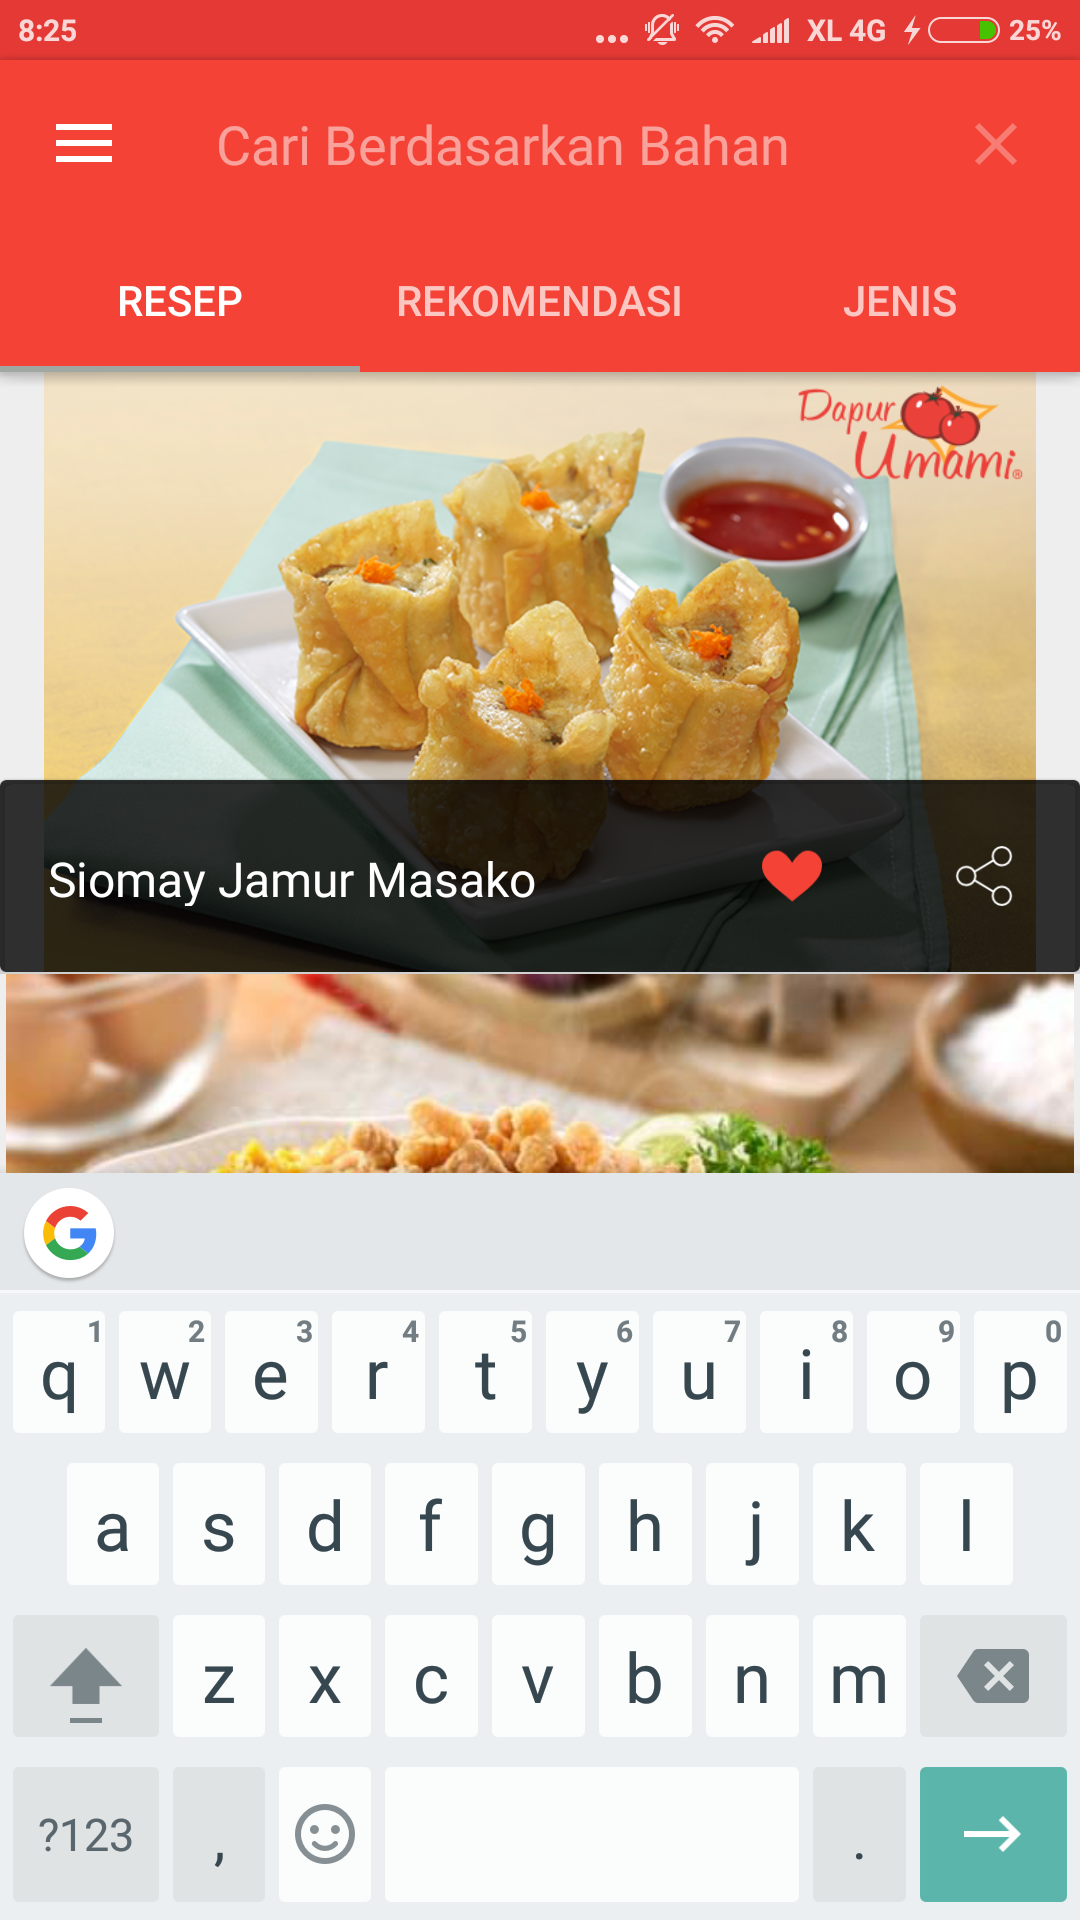 8:25 ... XL 4G 25%
Cari Berdasarkan Bahan
RESEP REKOMENDASI JENIS
Dapur
Umami®
Siomay Jamur Masako
1 2 3 4 5 6 7 8 9 0
q w e r t y u i o p
a s d f g h j k l
z x c v b n m
?123 , .